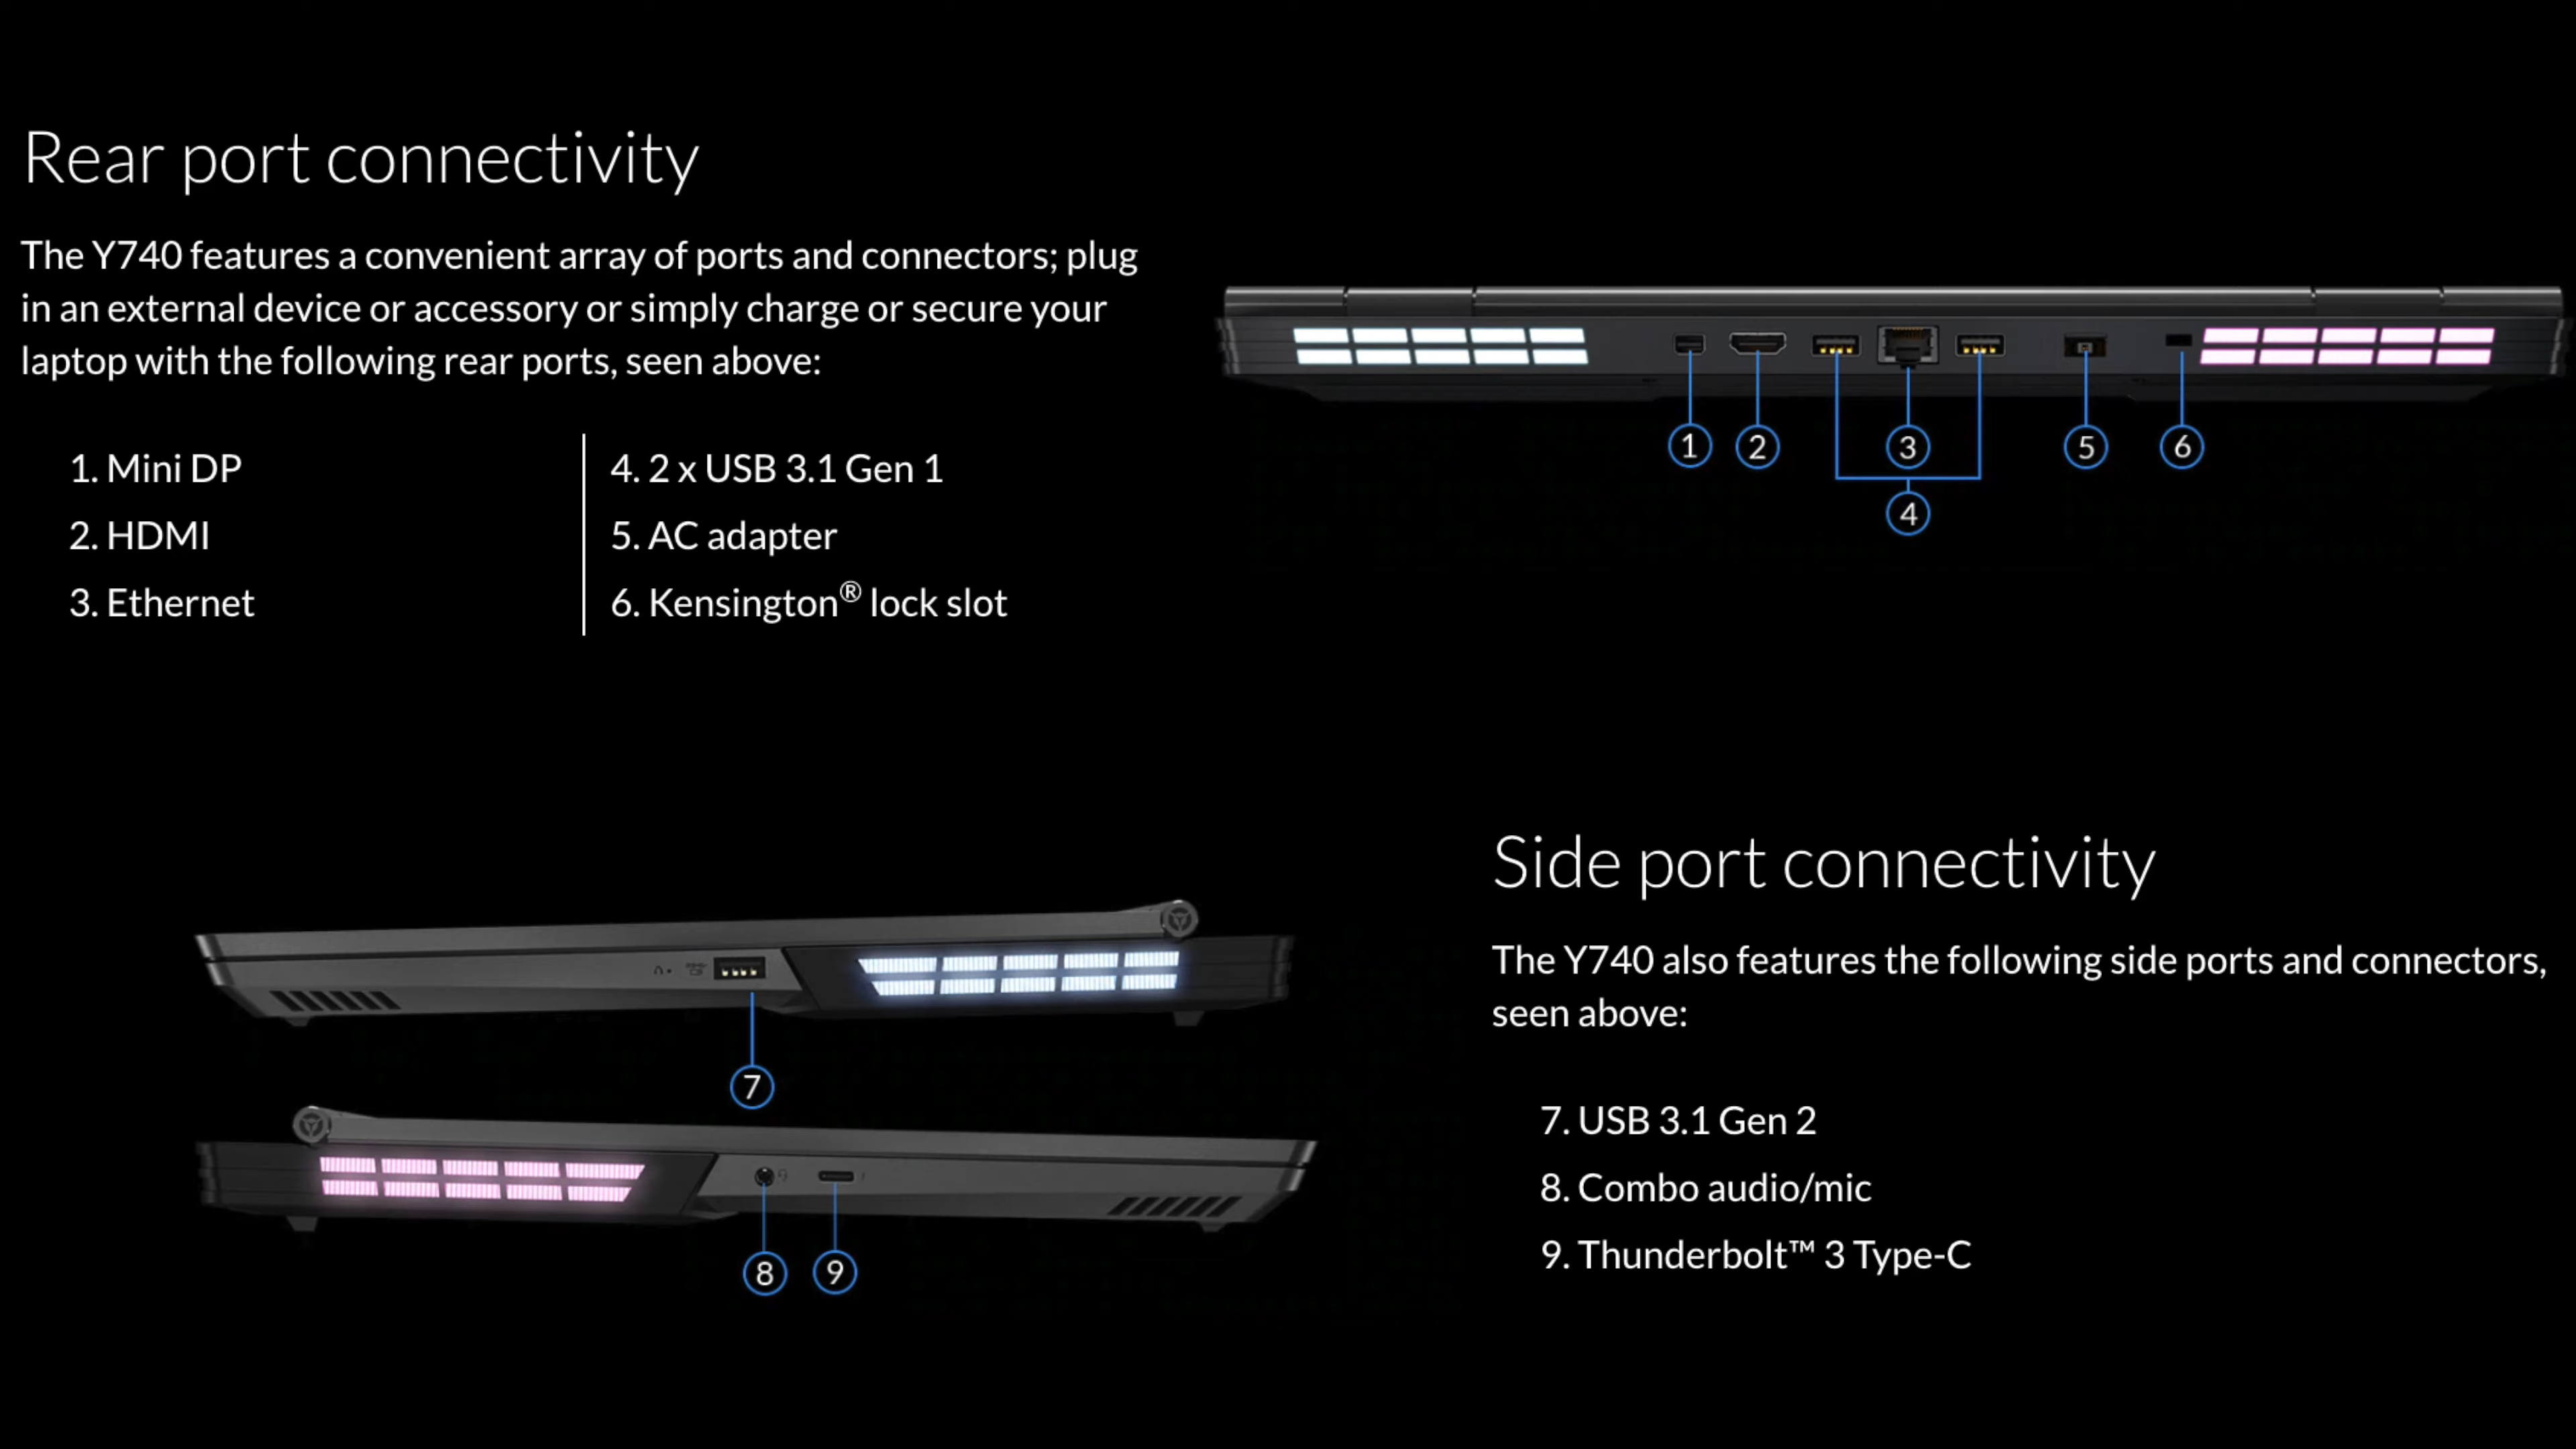 Rear port connectivity
The Y740 features a convenient array of ports and connectors; plug
in an external device or accessory or simply charge or secure your
laptop with the following rear ports, seen above:
1. Mini DP
2. HDMI
3. Ethernet
4. 2 x USB 3.1 Gen 1
5. AC adapter
6. Kensington® lock slot
1 2 3 5 6
4
7
8 9
Side port connectivity
The Y740 also features the following side ports and connectors,
seen above:
7. USB 3.1 Gen 2
8. Combo audio/mic
9. Thunderbolt™ 3 Type-C